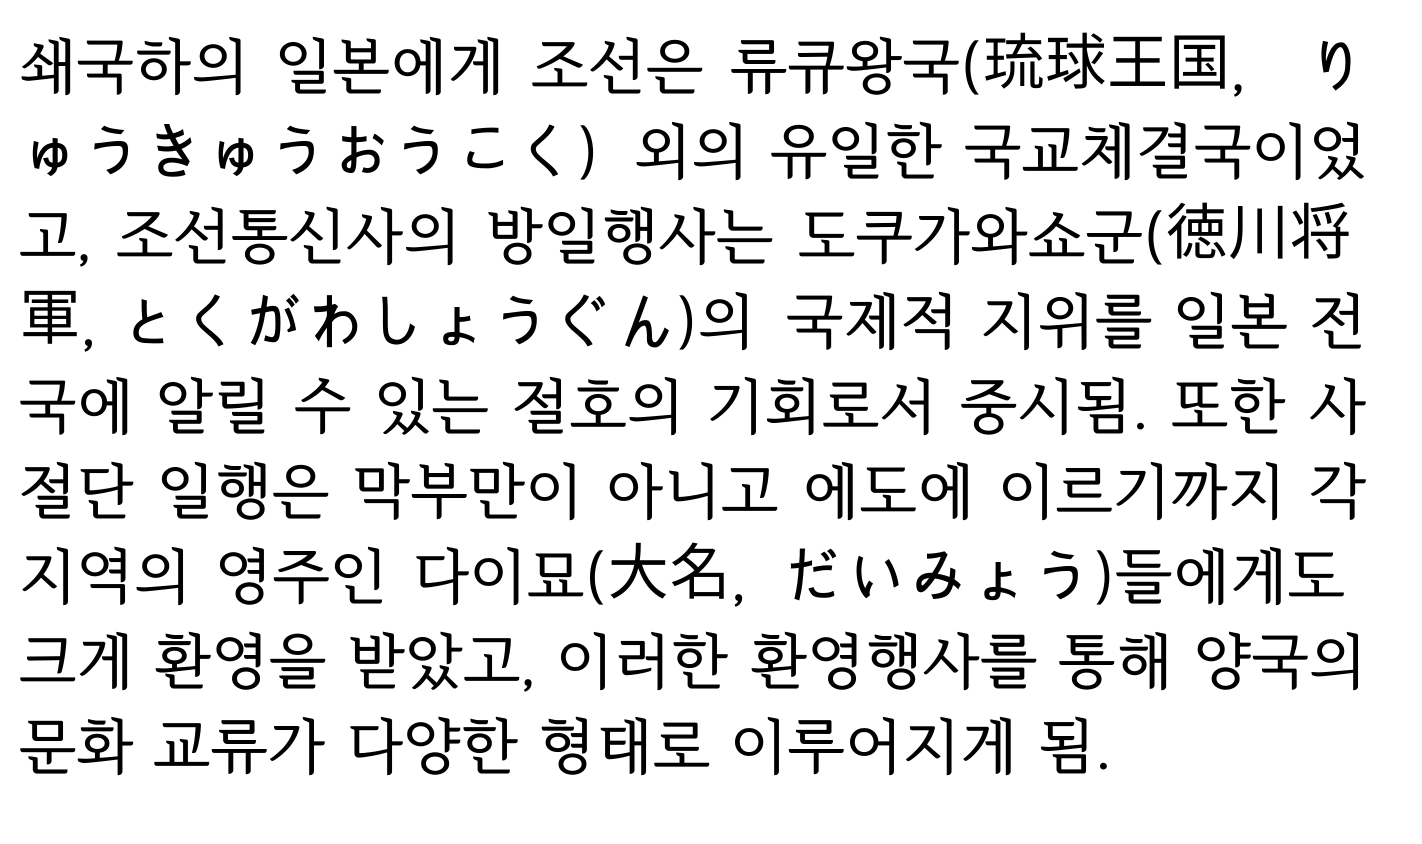 쇄국하의 일본에게 조선은 류큐왕국(琉球王国, り
ゅうきゅうおうこく) 외의 유일한 국교체결국이었
고, 조선통신사의 방일행사는 도쿠가와쇼군(徳川将
軍, とくがわしょうぐん)의 국제적 지위를 일본 전
국에 알릴 수 있는 절호의 기회로서 중시됨. 또한 사
절단 일행은 막부만이 아니고 에도에 이르기까지 각
지역의 영주인 다이묘(大名, だいみょう)들에게도
크게 환영을 받았고, 이러한 환영행사를 통해 양국의
문화 교류가 다양한 형태로 이루어지게 됨.